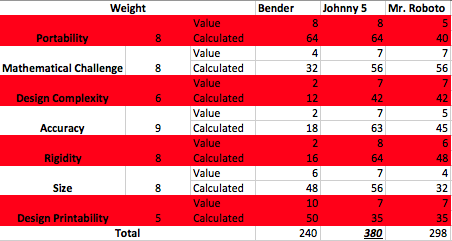 Weight Bender Johnny 5 Mr. Roboto
Value 8 8 5
Portability 8 Calculated 64 64 40
Value 4 7 7
Mathematical Challenge 8 Calculated 32 56 56
Value 2 7 7
Design Complexity 6 Calculated 12 42 42
Value 2 7 5
Accuracy 9 Calculated 18 63 45
Value 2 8 6
Rigidity 8 Calculated 16 64 48
Value 6 7 4
Size 8 Calculated 48 56 32
Value 10 7 7
Design Printability 5 Calculated 50 35 35
Total 240 380 298